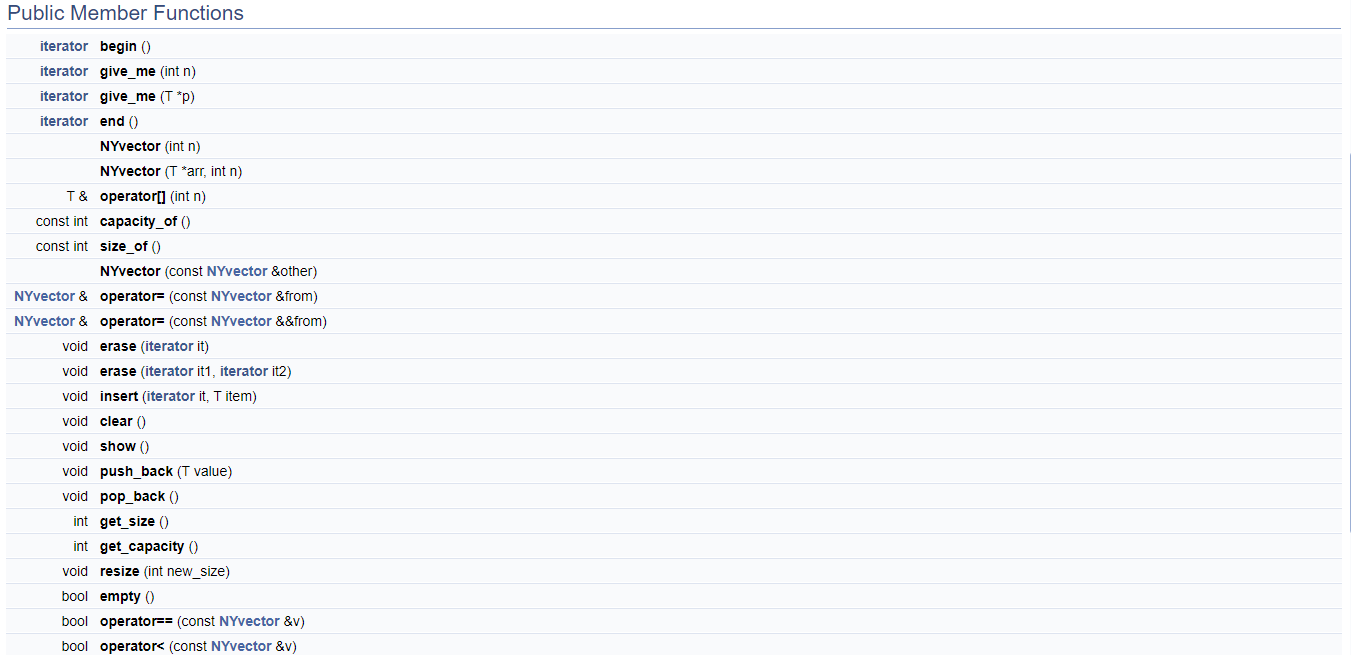 Public Member Functions
iterator begin ()
iterator give_me (int n)
iterator give_me (T *p)
iterator end ()
NYvector (int n)
NYvector (T *arr, int n)
T & operator[] (int n)
const int capacity_of ()
const int size_of ()
NYvector (const NYvector &other)
NYvector & operator= (const NYvector &from)
NYvector & operator= (const NYvector &&from)
void erase (iterator it)
void erase (iterator it1, iterator it2)
void insert (iterator it, T item)
void clear ()
void show ()
void push_back (T value)
void pop_back ()
int get_size ()
int get_capacity ()
void resize (int new_size)
bool empty ()
bool operator== (const NYvector &v)
bool operator< (const NYvector &v)